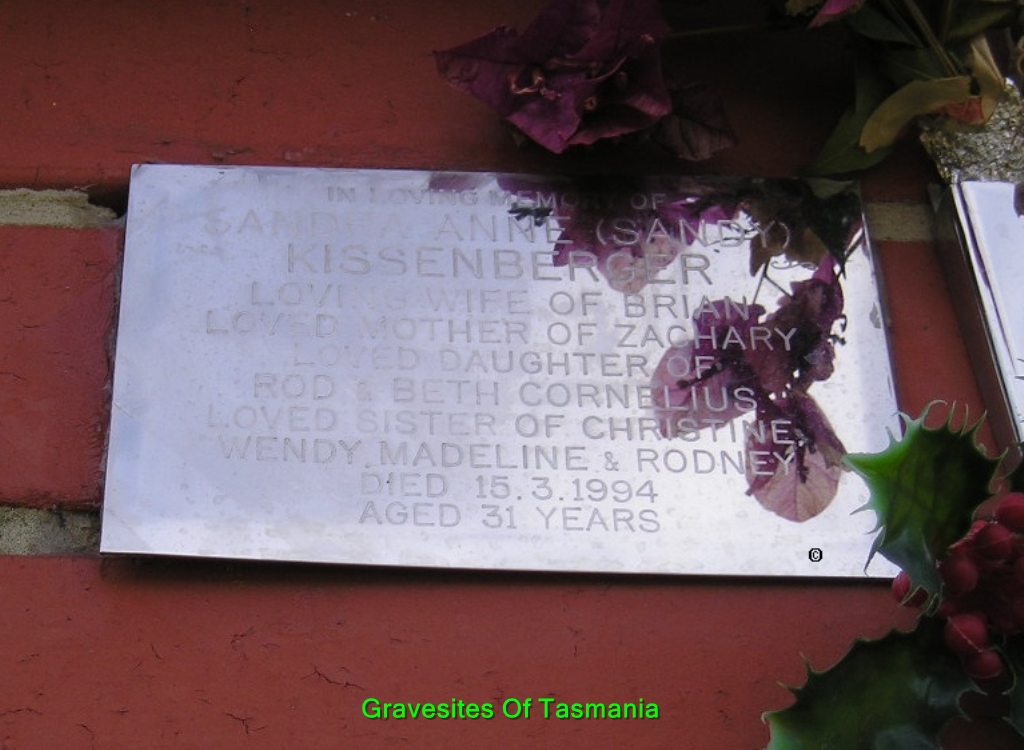 IN LOVING MEMORY OF
SANDRA ANNE (SANDY)
KISSENBERGER
LOVING WIFE OF BRIAN
LOVED MOTHER OF ZACHARY
LOVED DAUGHTER OF
ROD & BETH CORNELIUS
LOVED SISTER OF CHRISTINE,
WENDY, MADELINE & RODNEY
DIED 15.3.1994
AGED 31 YEARS
©
Gravesites Of Tasmania